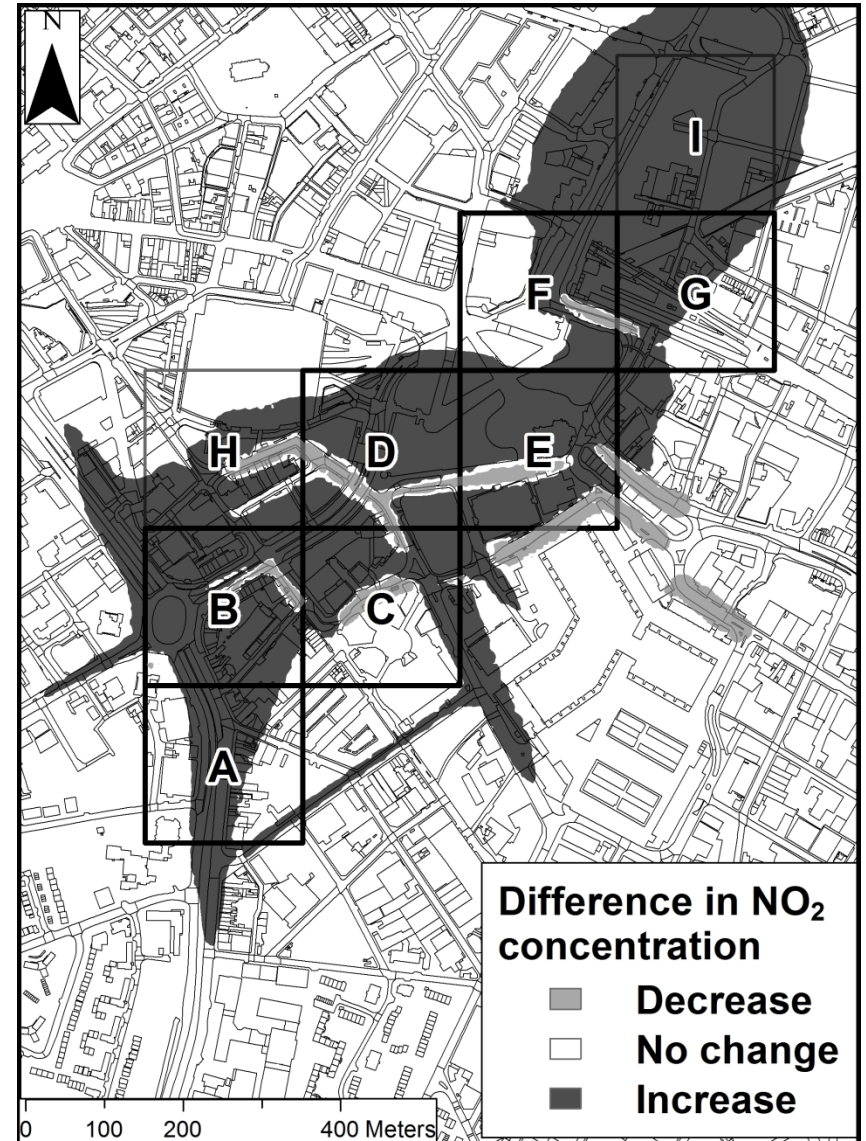 N
I
F
G
H
D
E
B
C
A
Difference in NO₂
concentration
Decrease
No change
Increase
0 100 200 400 Meters